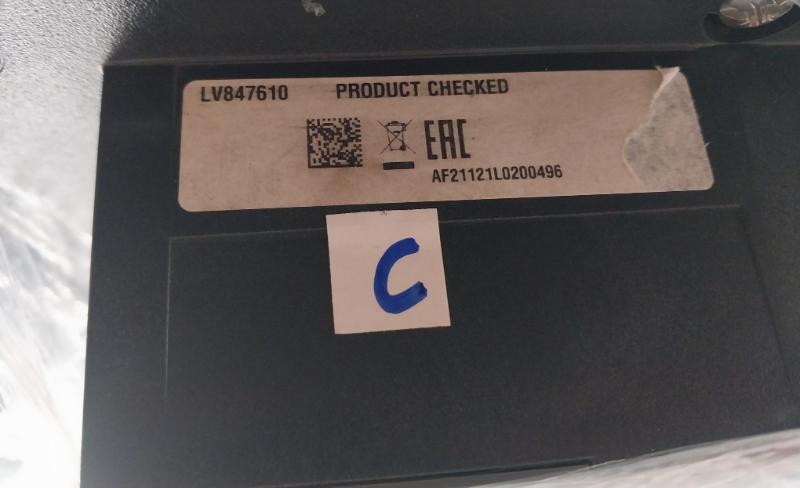 LV847610 PRODUCT CHECKED
EAC
AF21121L0200496
C